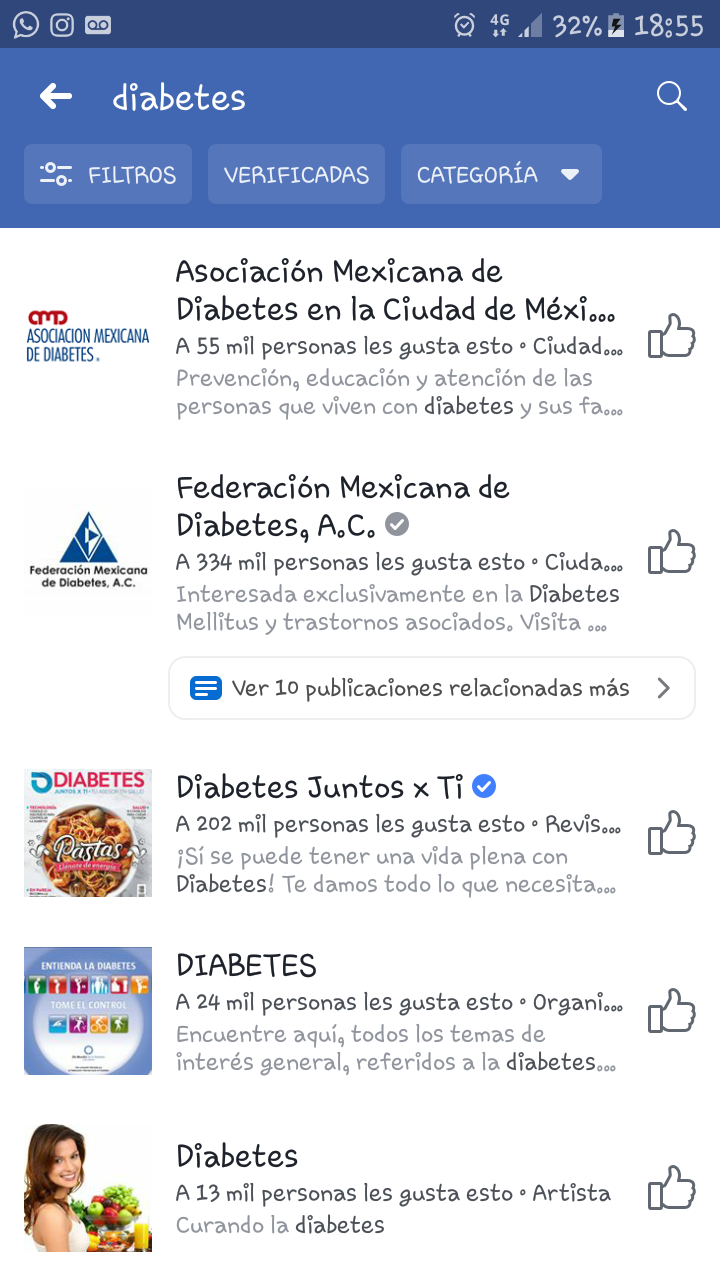 4G 32% 18:55
diabetes
FILTROS VERIFICADAS CATEGORÍA
Asociación Mexicana de
Diabetes en la Ciudad de Méxi...
A 55 mil personas les gusta esto • Ciudad...
Prevención, educación y atención de las
personas que viven con diabetes y sus fa...
amD
ASOCIACION MEXICANA
DE DIABETES
Federación Mexicana de
Diabetes, A.C.
A 334 mil personas les gusta esto • Ciuda...
Interesada exclusivamente en la Diabetes
Mellitus y trastornos asociados. Visita ...
Federación Mexicana
de Diabetes, A.C.
Ver 10 publicaciones relacionadas más
Diabetes Juntos x Ti
A 202 mil personas les gusta esto • Revis...
¡Sí se puede tener una vida plena con
Diabetes! Te damos todo lo que necesita...
DIABETES
JUNTOS X TI
Pastas
DIABETES
A 24 mil personas les gusta esto • Organi...
Encuentre aquí, todos los temas de
interés general, referidos a la diabetes...
ENTIENDA LA DIABETES
TOME EL CONTROL
Diabetes
A 13 mil personas les gusta esto • Artista
Curando la diabetes